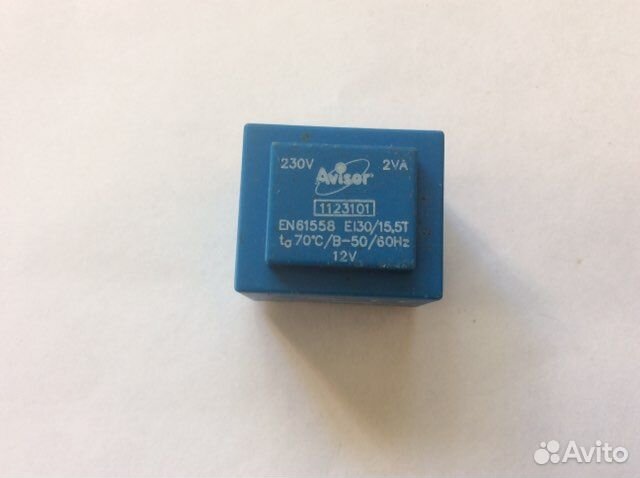 230V 2VA
Avisor
1123101
EN61558 EI30/15,5T
ta 70°C/B-50/60Hz
12V
Avito